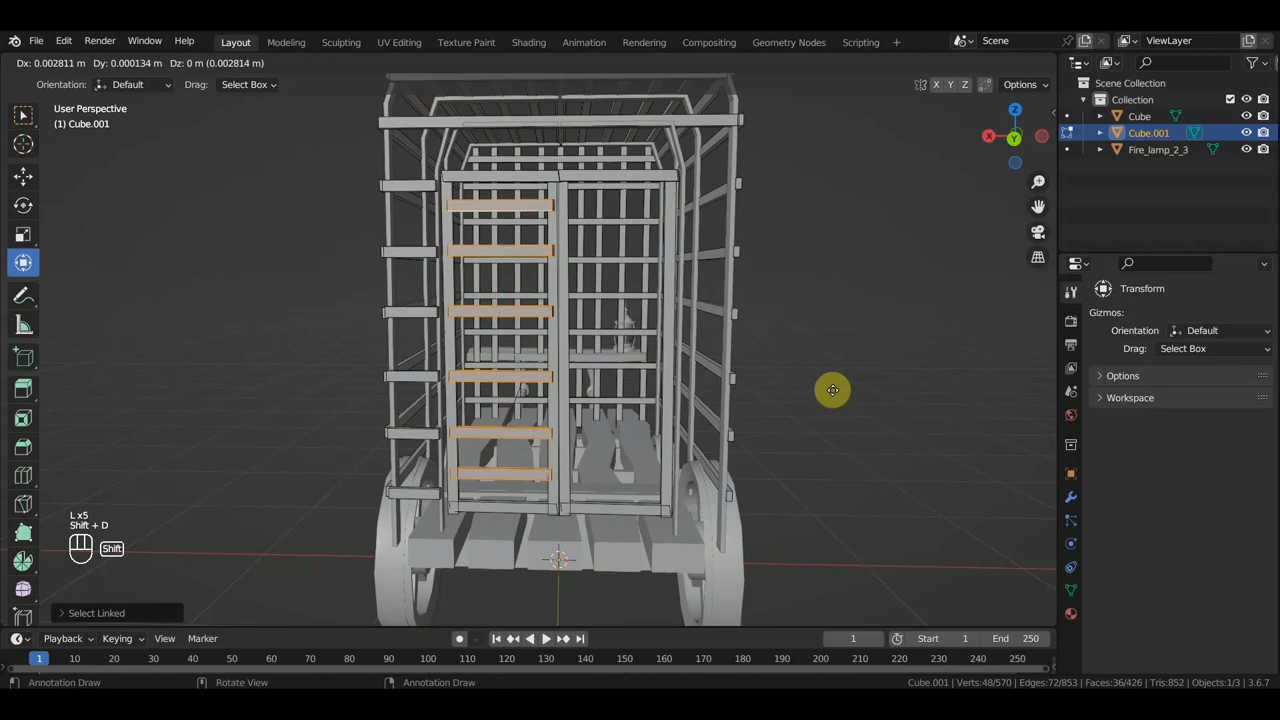 File Edit Render Window Help Layout Modeling Sculpting UV Editing Texture Paint Shading Animation Rendering Compositing Geometry Nodes Scripting + Scene ViewLayer
Dx: 0.002811 m Dy: 0.000134 m Dz: 0 m (0.002814 m)
Orientation: Default Drag: Select Box X Y Z Options
Scene Collection
Collection
Cube
Cube.001
Fire_lamp_2_3
User Perspective
(1) Cube.001
Z
X
Y
Transform
Gizmos:
Orientation Default
Drag: Select Box
Options
Workspace
L x5
Shift + D
Shift
Select Linked
Playback Keying View Marker 1 Start 1 End 250
1 10 20 30 40 50 60 70 80 90 100 110 120 130 140 150 160 170 180 190 200 210 220 230 240 250
Annotation Draw Rotate View Annotation Draw Cube.001 | Verts:48/570 | Edges:72/853 | Faces:36/426 | Tris:852 | Objects:1/3 | 3.6.7